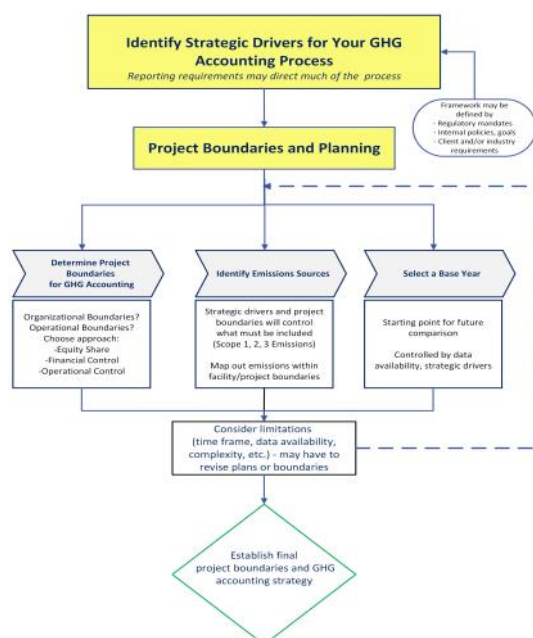 Identify Strategic Drivers for Your GHG
Accounting Process
Reporting requirements may direct much of the process
Framework may be
defined by
- Regulatory mandates
- Internal policies, goals
- Client and/or industry
requirements
Project Boundaries and Planning
Determine Project
Boundaries
for GHG Accounting
Organizational Boundaries?
Operational Boundaries?
Choose approach:
-Equity Share
-Financial Control
-Operational Control
Identify Emissions Sources
Strategic drivers and project
boundaries will control
what must be included
(Scope 1, 2, 3 Emissions)
Map out emissions within
facility/project boundaries
Select a Base Year
Starting point for future
comparison
Controlled by data
availability, strategic drivers
Consider limitations
(time frame, data availability,
complexity, etc.) - may have to
revise plans or boundaries
Establish final
project boundaries and GHG
accounting strategy